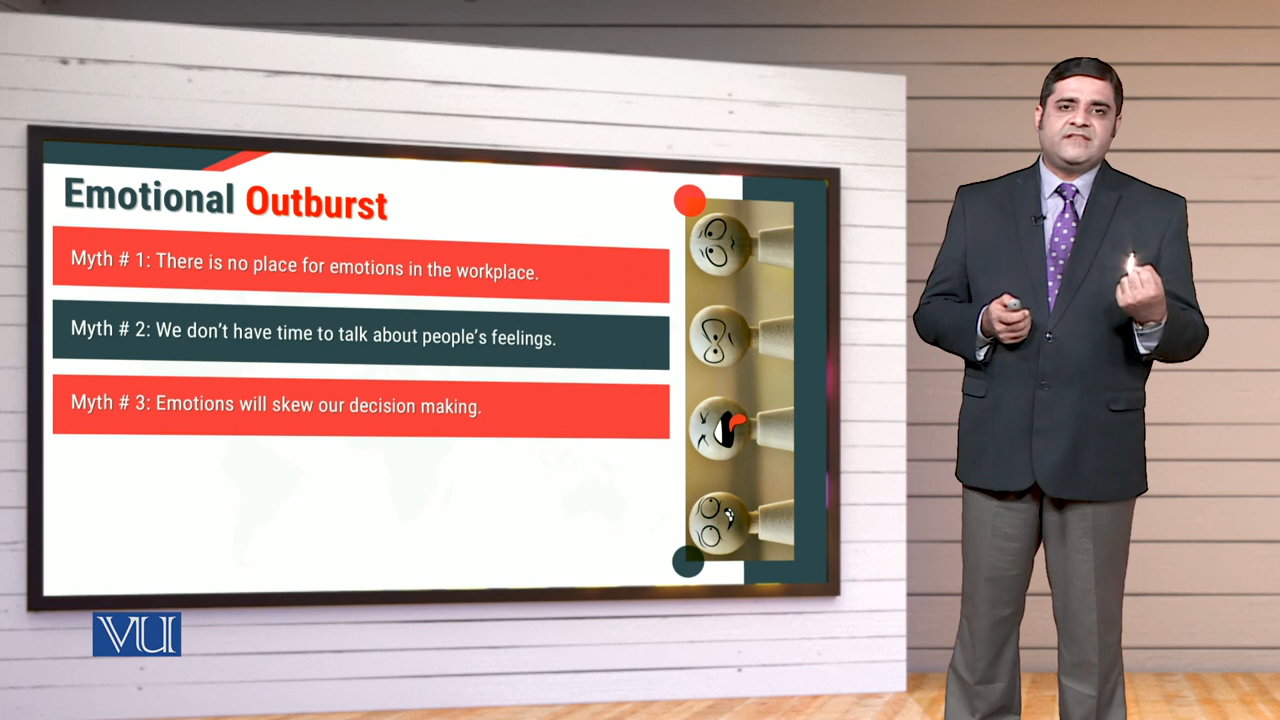 Emotional Outburst
Myth # 1: There is no place for emotions in the workplace.
Myth # 2: We don’t have time to talk about people’s feelings.
Myth # 3: Emotions will skew our decision making.
VU